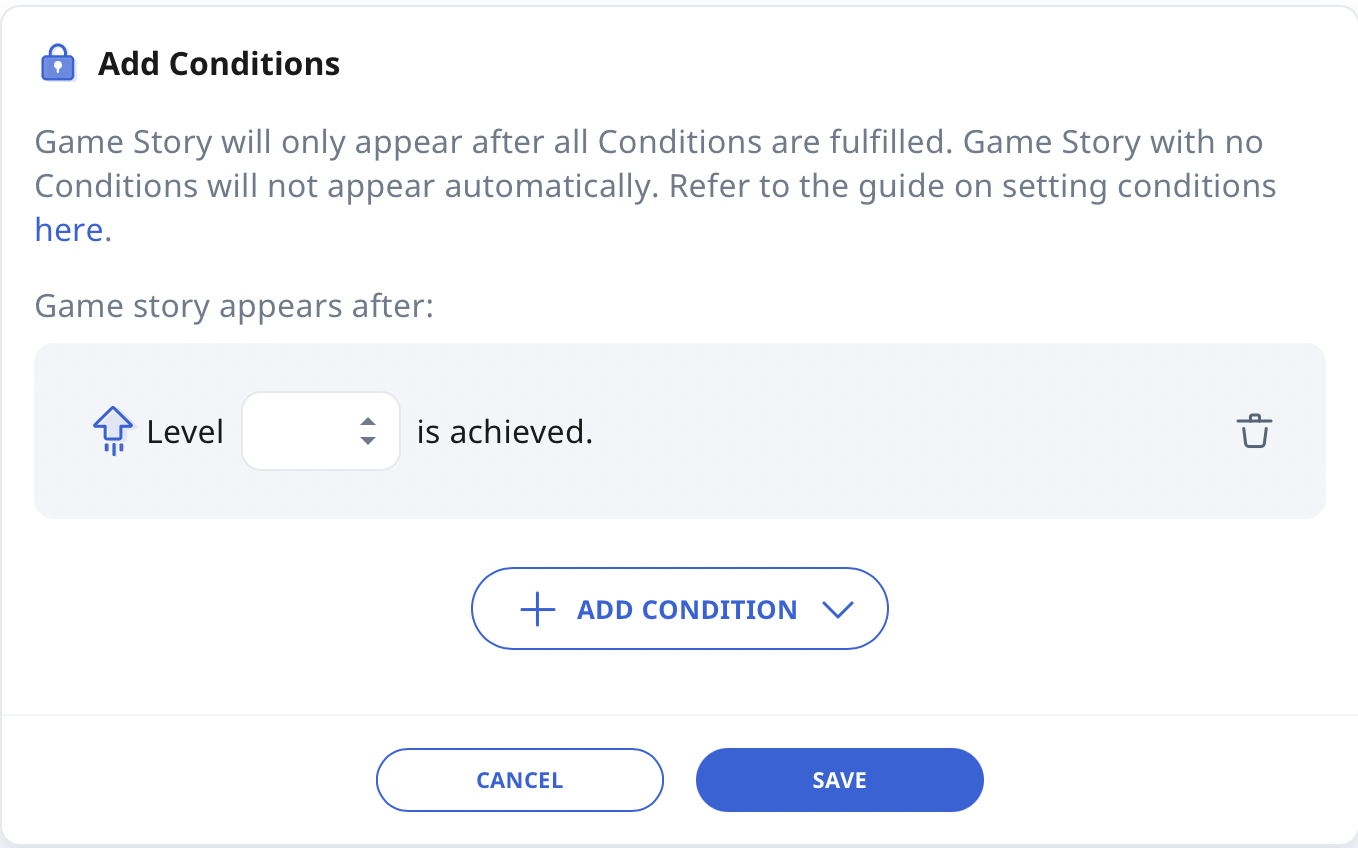 Add Conditions
Game Story will only appear after all Conditions are fulfilled. Game Story with no
Conditions will not appear automatically. Refer to the guide on setting conditions
here.
Game story appears after:
Level is achieved.
ADD CONDITION
CANCEL SAVE